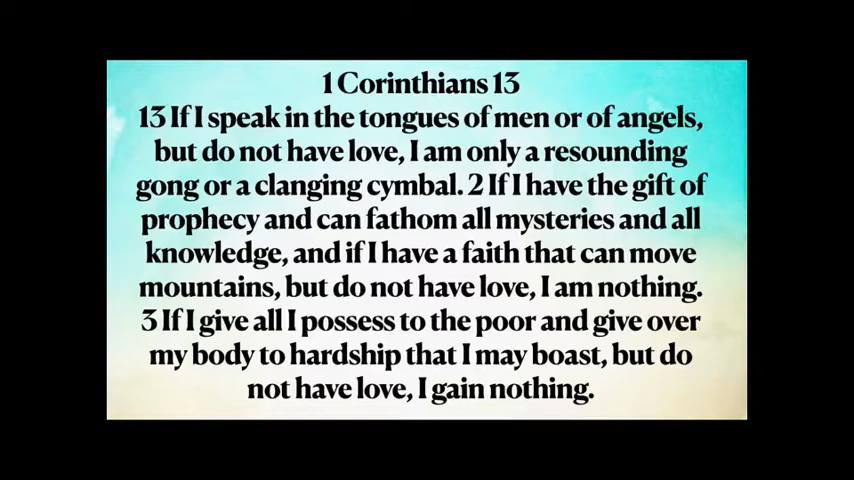 1 Corinthians 13
13 If I speak in the tongues of men or of angels,
but do not have love, I am only a resounding
gong or a clanging cymbal. 2 If I have the gift of
prophecy and can fathom all mysteries and all
knowledge, and if I have a faith that can move
mountains, but do not have love, I am nothing.
3 If I give all I possess to the poor and give over
my body to hardship that I may boast, but do
not have love, I gain nothing.